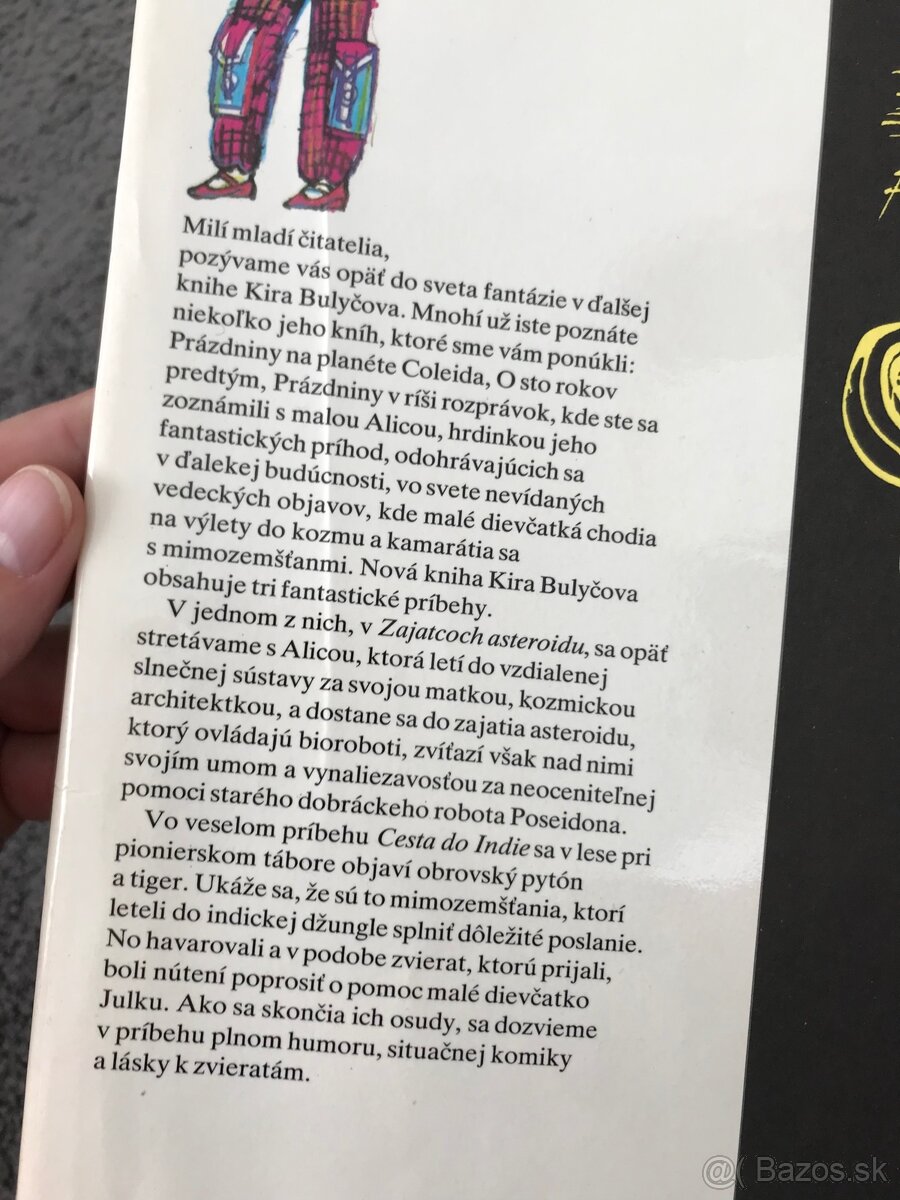 Milí mladí čitatelia,
pozývame vás opäť do sveta fantázie v ďalšej
knihe Kira Bulyčova. Mnohí už iste poznáte
niekoľko jeho kníh, ktoré sme vám ponúkli:
Prázdniny na planéte Coleida, O sto rokov
predtým, Prázdniny v ríši rozprávok, kde ste sa
zoznámili s malou Alicou, hrdinkou jeho
fantastických príhod, odohrávajúcich sa
v ďalekej budúcnosti, vo svete nevídaných
vedeckých objavov, kde malé dievčatká chodia
na výlety do kozmu a kamarátia sa
s mimozemšťanmi. Nová kniha Kira Bulyčova
obsahuje tri fantastické príbehy.
V jednom z nich, v Zajatcoch asteroidu, sa opäť
stretávame s Alicou, ktorá letí do vzdialenej
slnečnej sústavy za svojou matkou, kozmickou
architektkou, a dostane sa do zajatia asteroidu,
ktorý ovládajú bioroboti, zvíťazí však nad nimi
svojím umom a vynaliezavosťou za neoceniteľnej
pomoci starého dobráckeho robota Poseidona.
Vo veselom príbehu Cesta do Indie sa v lese pri
pionierskom tábore objaví obrovský pytón
a tiger. Ukáže sa, že sú to mimozemšťania, ktorí
leteli do indickej džungle splniť dôležité poslanie.
No havarovali a v podobe zvierat, ktorú prijali,
boli nútení poprosiť o pomoc malé dievčatko
Julku. Ako sa skončia ich osudy, sa dozvieme
v príbehu plnom humoru, situačnej komiky
a lásky k zvieratám.
@( Bazos.sk